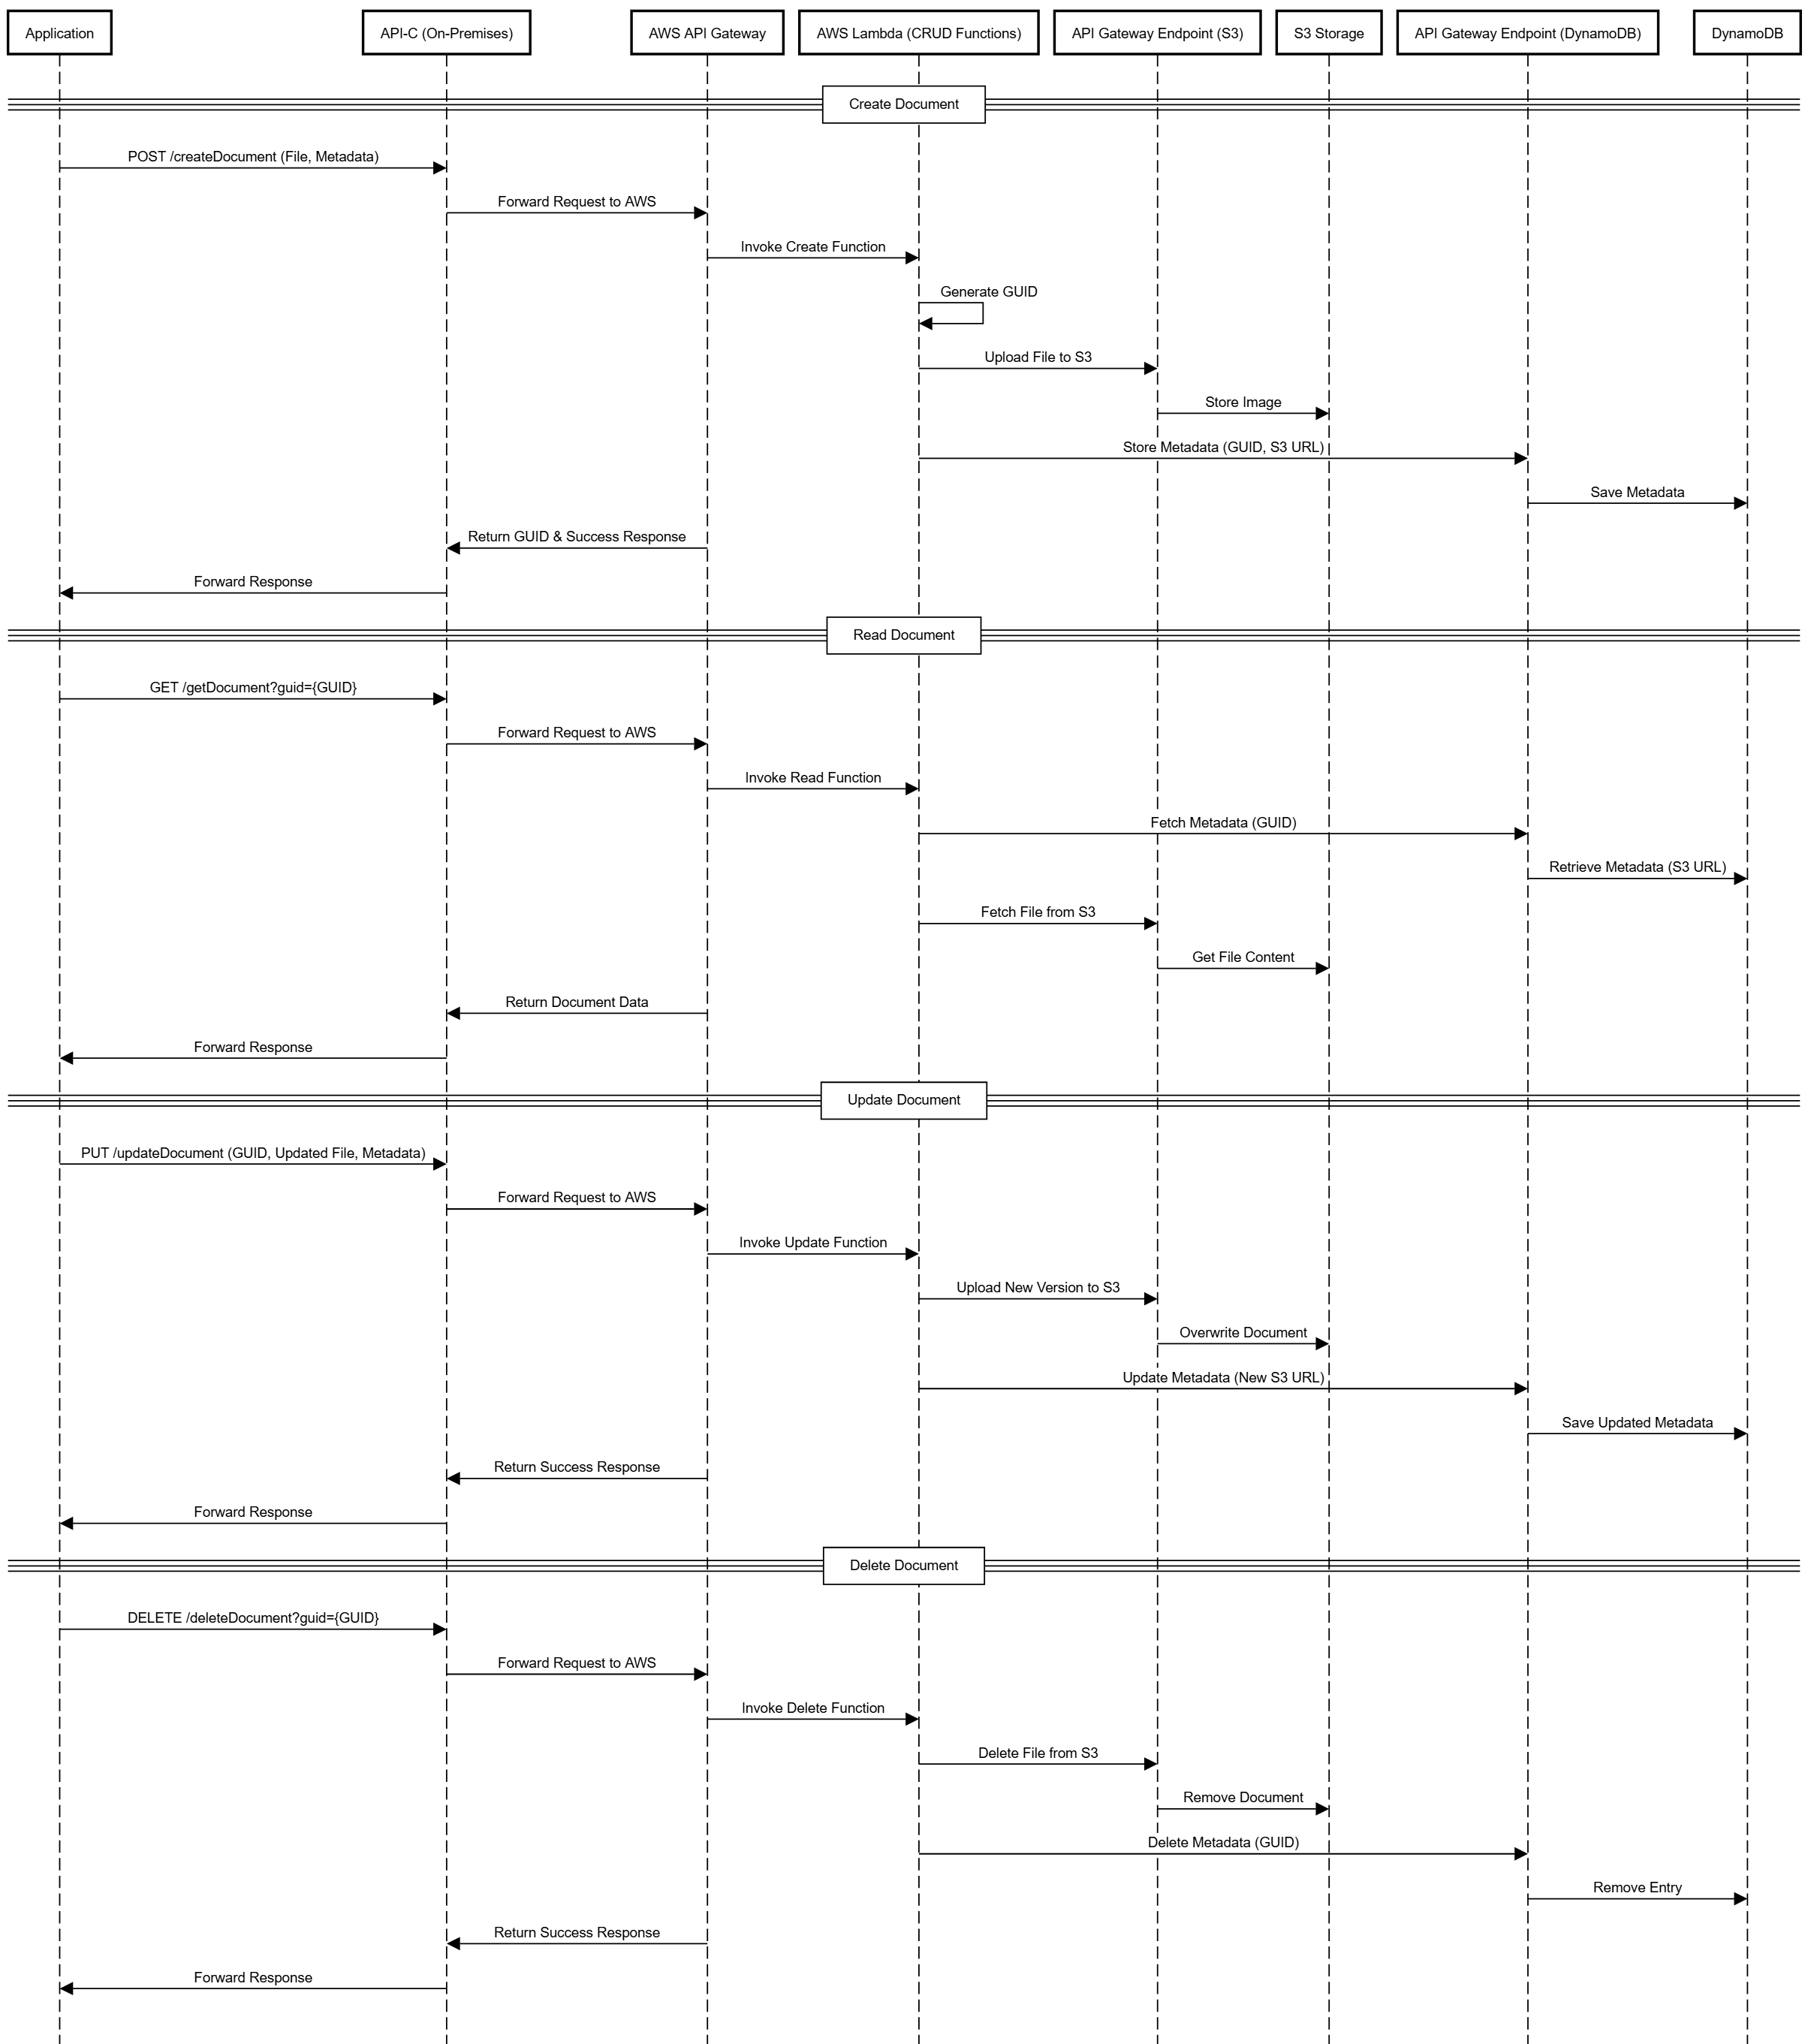 Application
API-C (On-Premises)
AWS API Gateway
AWS Lambda (CRUD Functions)
API Gateway Endpoint (S3)
S3 Storage
API Gateway Endpoint (DynamoDB)
DynamoDB
Create Document
POST /createDocument (File, Metadata)
Forward Request to AWS
Invoke Create Function
Generate GUID
Upload File to S3
Store Image
Store Metadata (GUID, S3 URL)
Save Metadata
Return GUID & Success Response
Forward Response
Read Document
GET /getDocument?guid={GUID}
Forward Request to AWS
Invoke Read Function
Fetch Metadata (GUID)
Retrieve Metadata (S3 URL)
Fetch File from S3
Get File Content
Return Document Data
Forward Response
Update Document
PUT /updateDocument (GUID, Updated File, Metadata)
Forward Request to AWS
Invoke Update Function
Upload New Version to S3
Overwrite Document
Update Metadata (New S3 URL)
Save Updated Metadata
Return Success Response
Forward Response
Delete Document
DELETE /deleteDocument?guid={GUID}
Forward Request to AWS
Invoke Delete Function
Delete File from S3
Remove Document
Delete Metadata (GUID)
Remove Entry
Return Success Response
Forward Response